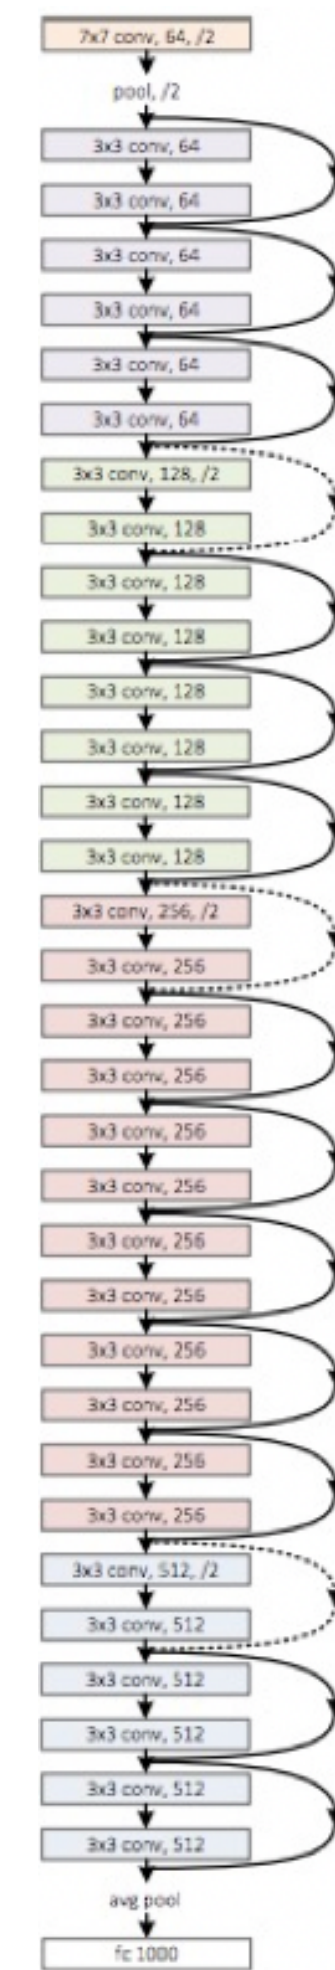 7x7 conv, 64, /2
pool, /2
3x3 conv, 64
3x3 conv, 64
3x3 conv, 64
3x3 conv, 64
3x3 conv, 64
3x3 conv, 64
3x3 conv, 128, /2
3x3 conv, 128
3x3 conv, 128
3x3 conv, 128
3x3 conv, 128
3x3 conv, 128
3x3 conv, 128
3x3 conv, 128
3x3 conv, 256, /2
3x3 conv, 256
3x3 conv, 256
3x3 conv, 256
3x3 conv, 256
3x3 conv, 256
3x3 conv, 256
3x3 conv, 256
3x3 conv, 256
3x3 conv, 256
3x3 conv, 256
3x3 conv, 256
3x3 conv, 512, /2
3x3 conv, 512
3x3 conv, 512
3x3 conv, 512
3x3 conv, 512
3x3 conv, 512
avg pool
fc 1000